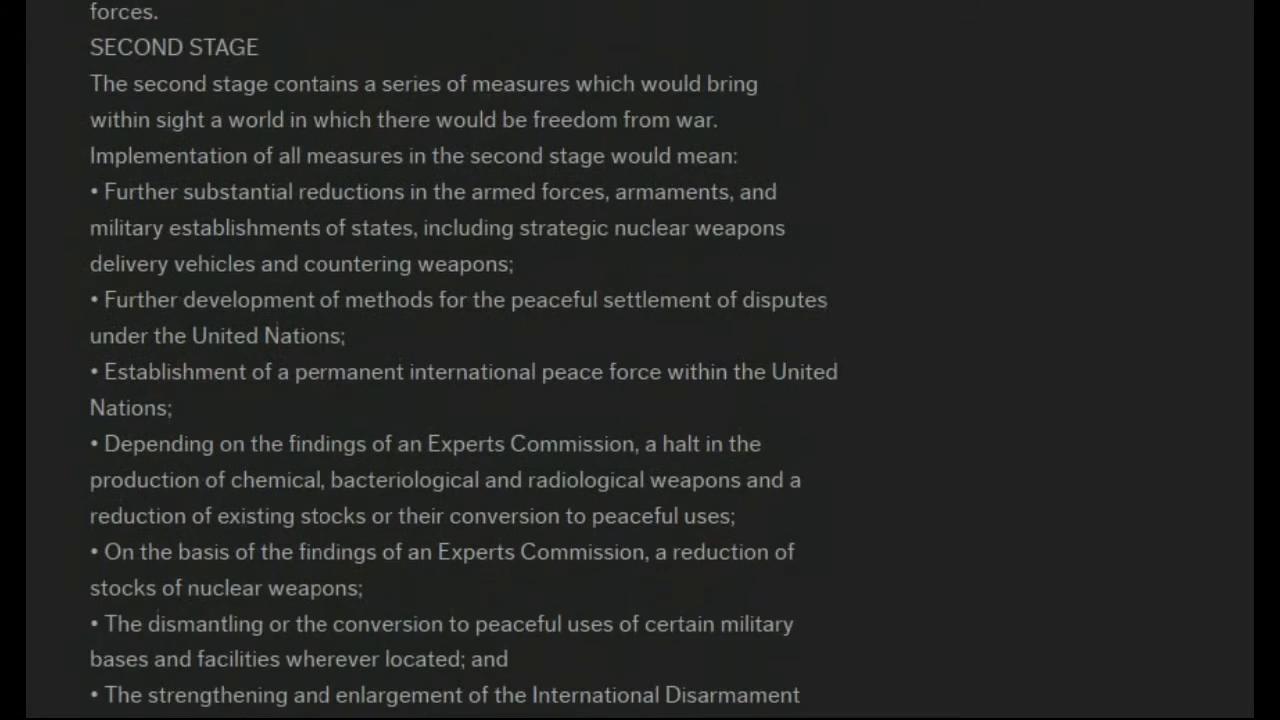 forces.
SECOND STAGE
The second stage contains a series of measures which would bring
within sight a world in which there would be freedom from war.
Implementation of all measures in the second stage would mean:
• Further substantial reductions in the armed forces, armaments, and
military establishments of states, including strategic nuclear weapons
delivery vehicles and countering weapons;
• Further development of methods for the peaceful settlement of disputes
under the United Nations;
• Establishment of a permanent international peace force within the United
Nations;
• Depending on the findings of an Experts Commission, a halt in the
production of chemical, bacteriological and radiological weapons and a
reduction of existing stocks or their conversion to peaceful uses;
• On the basis of the findings of an Experts Commission, a reduction of
stocks of nuclear weapons;
• The dismantling or the conversion to peaceful uses of certain military
bases and facilities wherever located; and
• The strengthening and enlargement of the International Disarmament